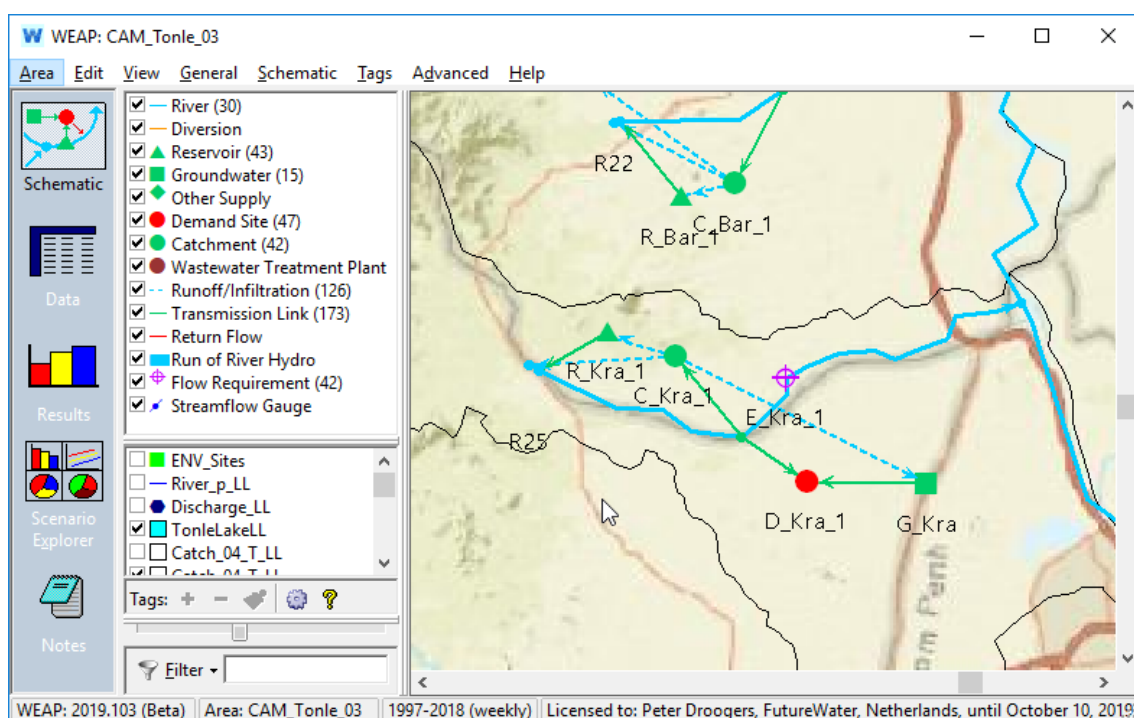 WEAP: CAM_Tonle_03
Area Edit View General Schematic Tags Advanced Help
Schematic
Data
Results
Scenario
Explorer
Notes
River (30)
Diversion
Reservoir (43)
Groundwater (15)
Other Supply
Demand Site (47)
Catchment (42)
Wastewater Treatment Plant
Runoff/Infiltration (126)
Transmission Link (173)
Return Flow
Run of River Hydro
Flow Requirement (42)
Streamflow Gauge
ENV_Sites
River_p_LL
Discharge_LL
TonleLakeLL
Catch_04_T_LL
Catch_04_T_LL
Tags:
Filter
R22
R_Bar_1
C_Bar_1
R_Kra_1
C_Kra_1
E_Kra_1
R25
D_Kra_1
G_Kra
om Penh
WEAP: 2019.103 (Beta) Area: CAM_Tonle_03 1997-2018 (weekly) Licensed to: Peter Droogers, FutureWater, Netherlands, until October 10, 2019